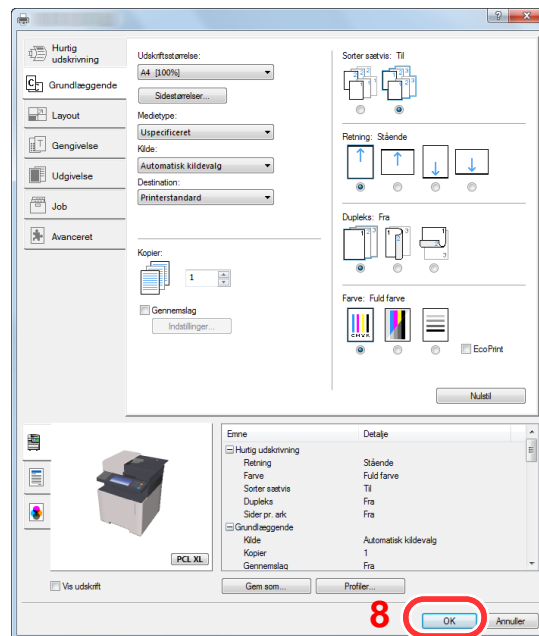 Hurtig udskrivning
Grundlæggende
Layout
Gengivelse
Udgivelse
Job
Avanceret
Udskriftsstørrelse:
A4 [100%]
Sidestørrelser...
Medietype:
Uspecificeret
Kilde:
Automatisk kildevalg
Destination:
Printerstandard
Kopier:
1
Gennemslag
Indstillinger...
Sorter sætvis: Til
Retning: Stående
Dupleks: Fra
Farve: Fuld farve
CMYK
EcoPrint
Nulstil
PCL XL
Vis udskrift
Emne Detalje
Hurtig udskrivning
Retning Stående
Farve Fuld farve
Sorter sætvis Til
Dupleks Fra
Sider pr. ark Fra
Grundlæggende
Kilde Automatisk kildevalg
Kopier 1
Gennemslag Fra
Gem som... Profiler...
8 OK Annuller